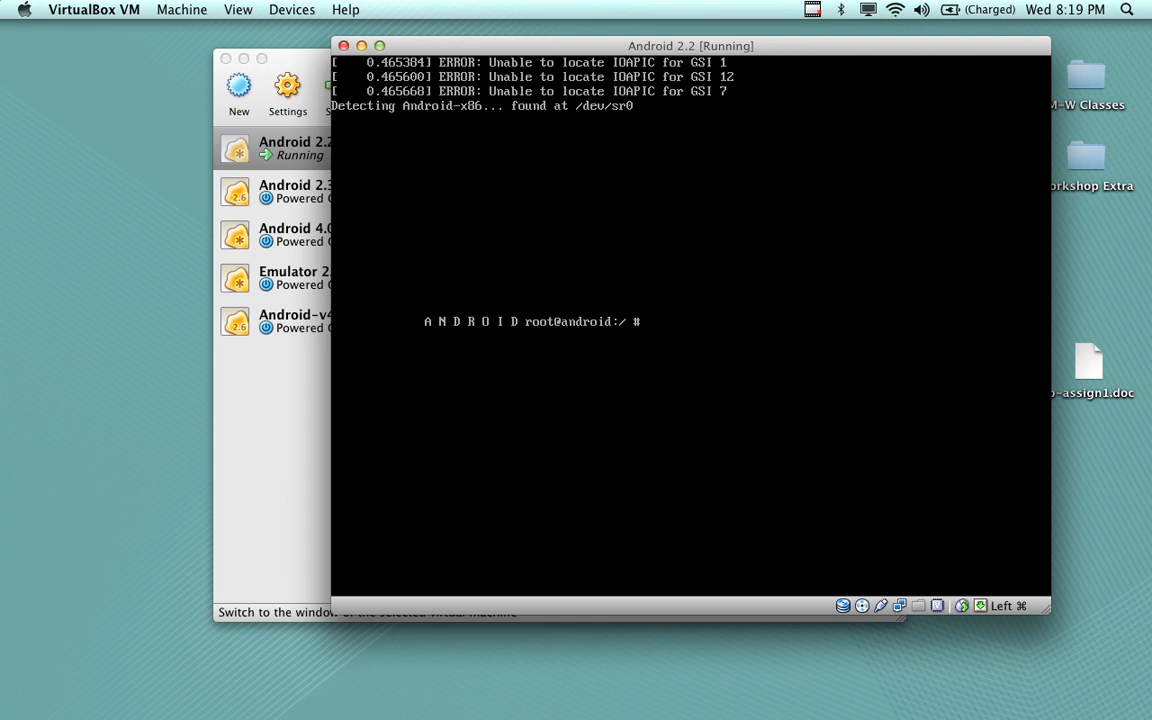 VirtualBox VM Machine View Devices Help (Charged) Wed 8:19 PM
Android 2.2 [Running]
[ 0.465384] ERROR: Unable to locate IOAPIC for GSI 1
[ 0.465600] ERROR: Unable to locate IOAPIC for GSI 12
[ 0.465668] ERROR: Unable to locate IOAPIC for GSI 7
Detecting Android-x86... found at /dev/sr0
A N D R O I D root@android:/ #
Left ⌘
New Settings S
Android 2.2
Running
2.6
Android 2.3
Powered
Android 4.0
Powered
Emulator 2.
Powered
2.6
Android-v4
Powered
Switch to the window of the selected virtual machine
M-W Classes
orkshop Extra
-assign1.doc